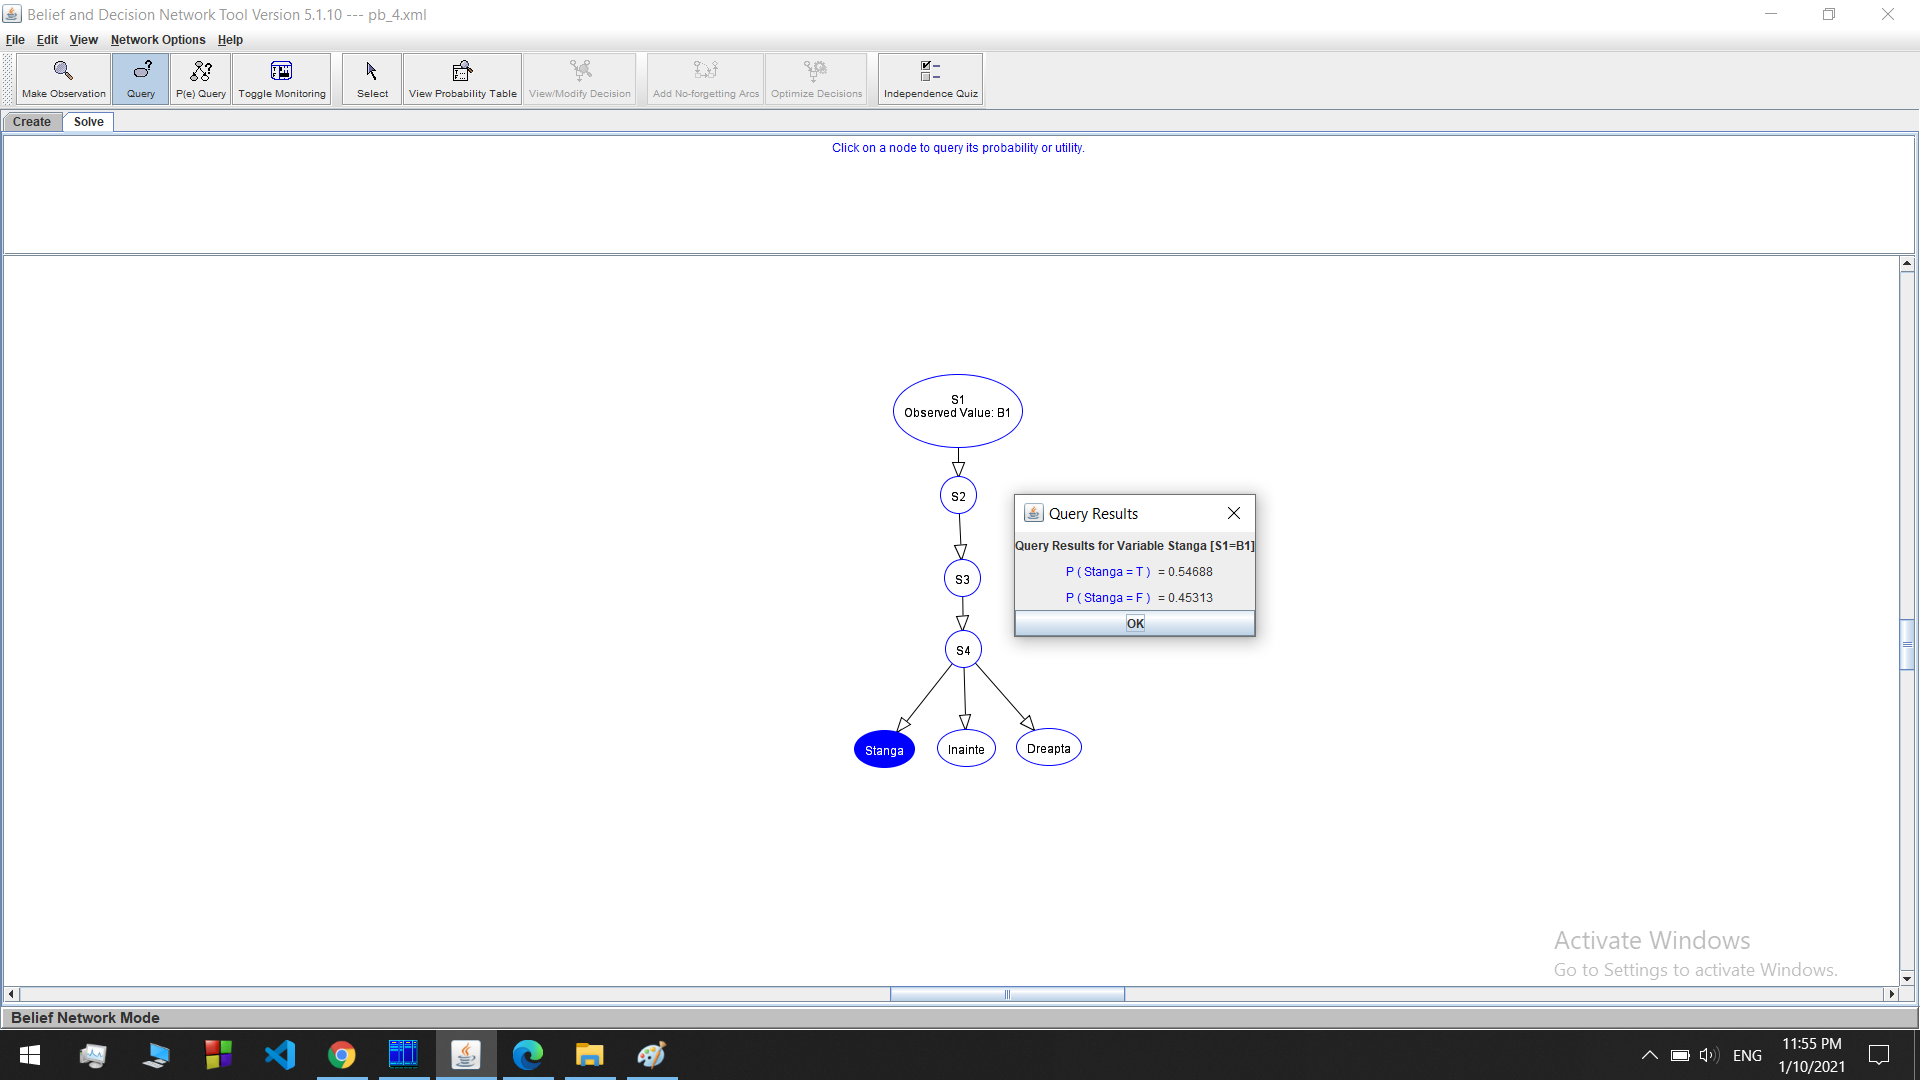 Belief and Decision Network Tool Version 5.1.10 --- pb_4.xml
File Edit View Network Options Help
Make Observation Query P(e) Query Toggle Monitoring Select View Probability Table View/Modify Decision Add No-forgetting Arcs Optimize Decisions Independence Quiz
Create Solve
Click on a node to query its probability or utility.
S1
Observed Value: B1
S2
Query Results
Query Results for Variable Stanga [S1=B1]
P ( Stanga = T ) = 0.54688
S3
P ( Stanga = F ) = 0.45313
OK
S4
Stanga Inainte Dreapta
Activate Windows
Go to Settings to activate Windows.
Belief Network Mode
ENG
11:55 PM
1/10/2021